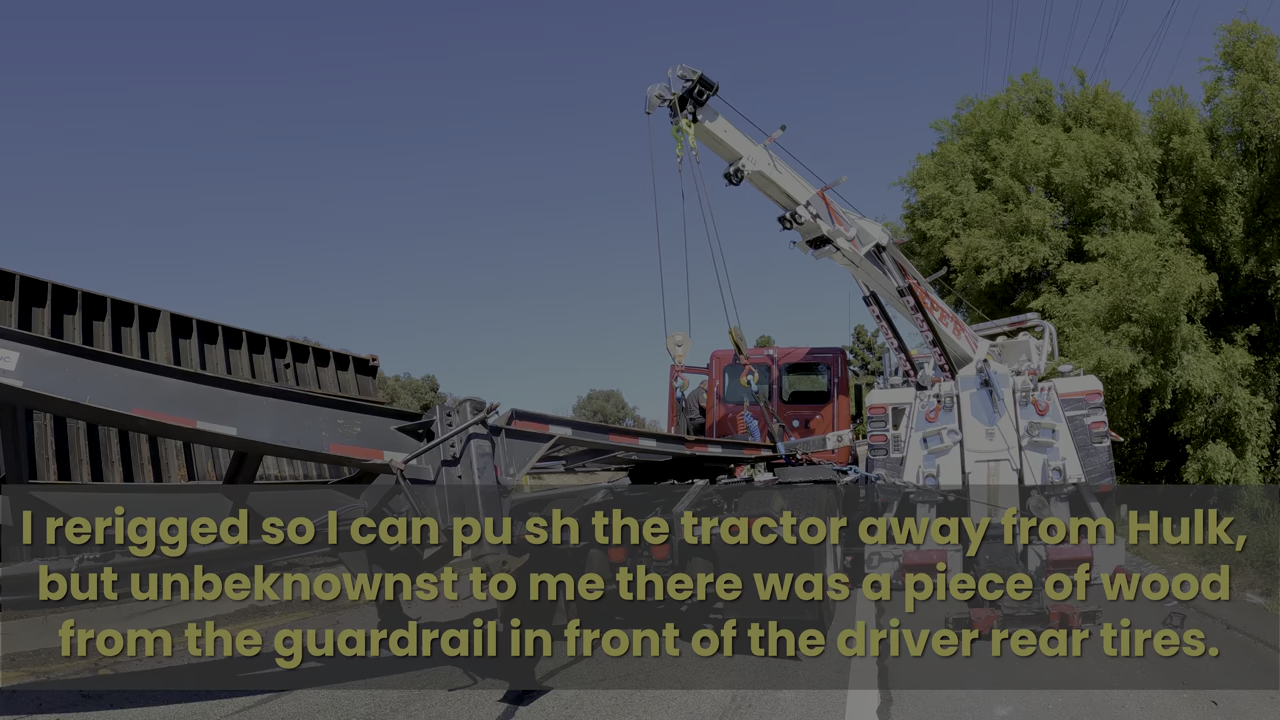 PEPE'S
I rerigged so I can pu sh the tractor away from Hulk,
but unbeknownst to me there was a piece of wood
from the guardrail in front of the driver rear tires.